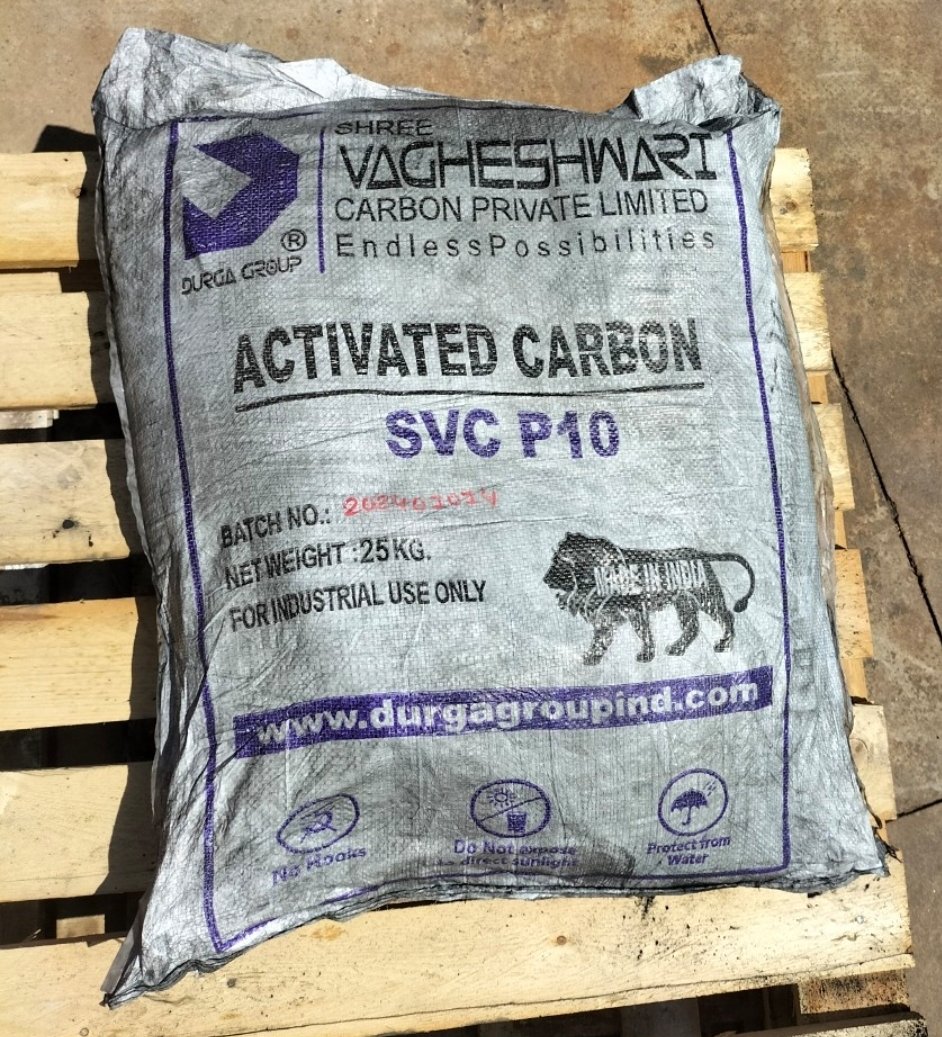 SHREE
VAGHESHWARI
CARBON PRIVATE LIMITED
EndlessPossibilities
®
DURGA GROUP
ACTIVATED CARBON
SVC P10
BATCH NO.: 202401014
NET WEIGHT :25 KG.
FOR INDUSTRIAL USE ONLY
MADE IN INDIA
www.durgagroupind.com
No Hooks
Do Not expose
to direct sunlight
Protect from
Water